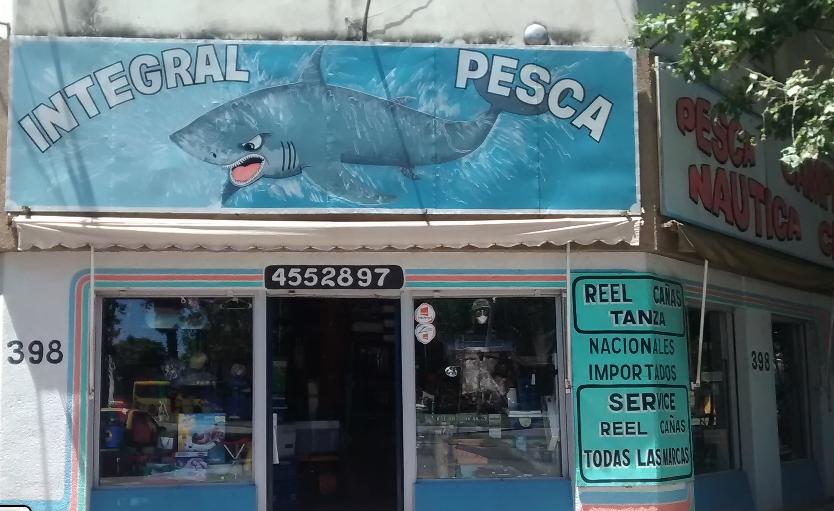 INTEGRAL PESCA
PESCA
NAUTICA
4552897
398
REEL CAÑAS
TANZA
NACIONALES
IMPORTADOS
SERVICE
REEL CAÑAS
TODAS LAS MARCAS
398